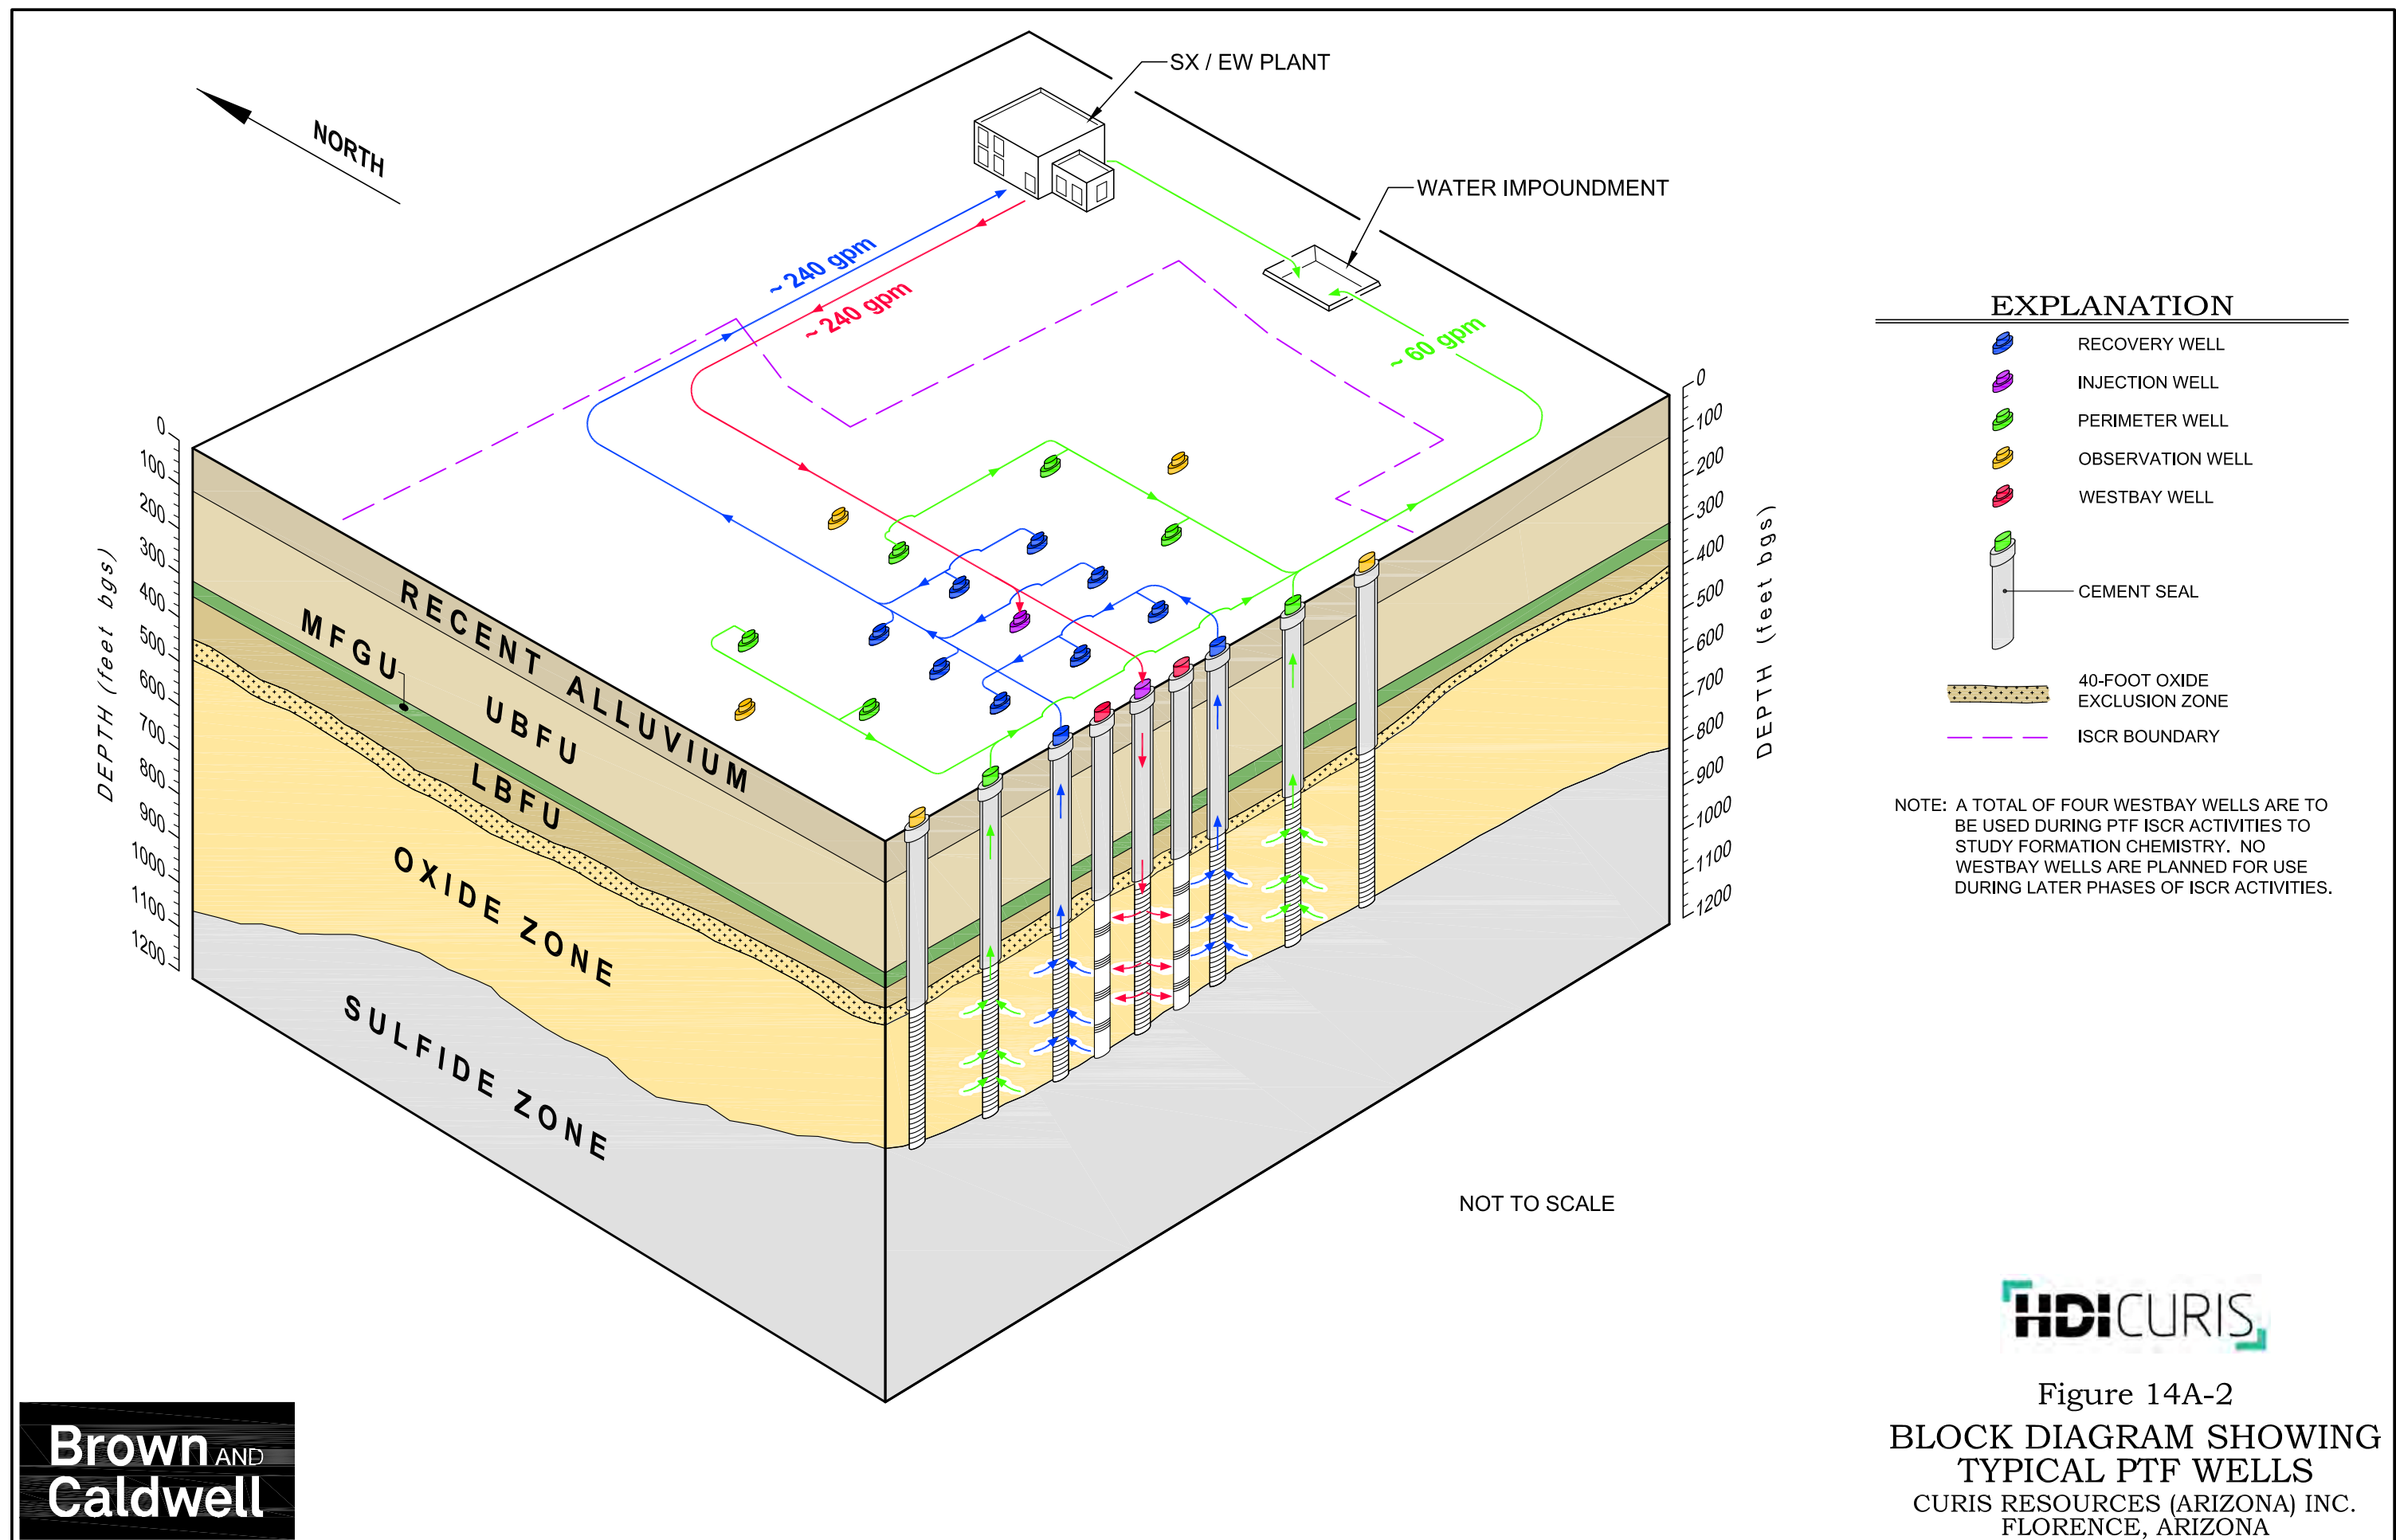 SX / EW PLANT
NORTH
WATER IMPOUNDMENT
~ 240 gpm
~ 240 gpm
~ 60 gpm
0
100
200
300
400
500
600
700
800
900
1000
1100
1200
DEPTH (feet bgs)
RECENT ALLUVIUM
MFGU
UBFU
LBFU
OXIDE ZONE
SULFIDE ZONE
0
100
200
300
400
500
600
700
800
900
1000
1100
1200
DEPTH (feet bgs)
EXPLANATION
RECOVERY WELL
INJECTION WELL
PERIMETER WELL
OBSERVATION WELL
WESTBAY WELL
CEMENT SEAL
40-FOOT OXIDE
EXCLUSION ZONE
ISCR BOUNDARY
NOTE: A TOTAL OF FOUR WESTBAY WELLS ARE TO
BE USED DURING PTF ISCR ACTIVITIES TO
STUDY FORMATION CHEMISTRY. NO
WESTBAY WELLS ARE PLANNED FOR USE
DURING LATER PHASES OF ISCR ACTIVITIES.
NOT TO SCALE
HDI CURIS
Figure 14A-2
BLOCK DIAGRAM SHOWING
TYPICAL PTF WELLS
CURIS RESOURCES (ARIZONA) INC.
FLORENCE, ARIZONA
Brown AND
Caldwell